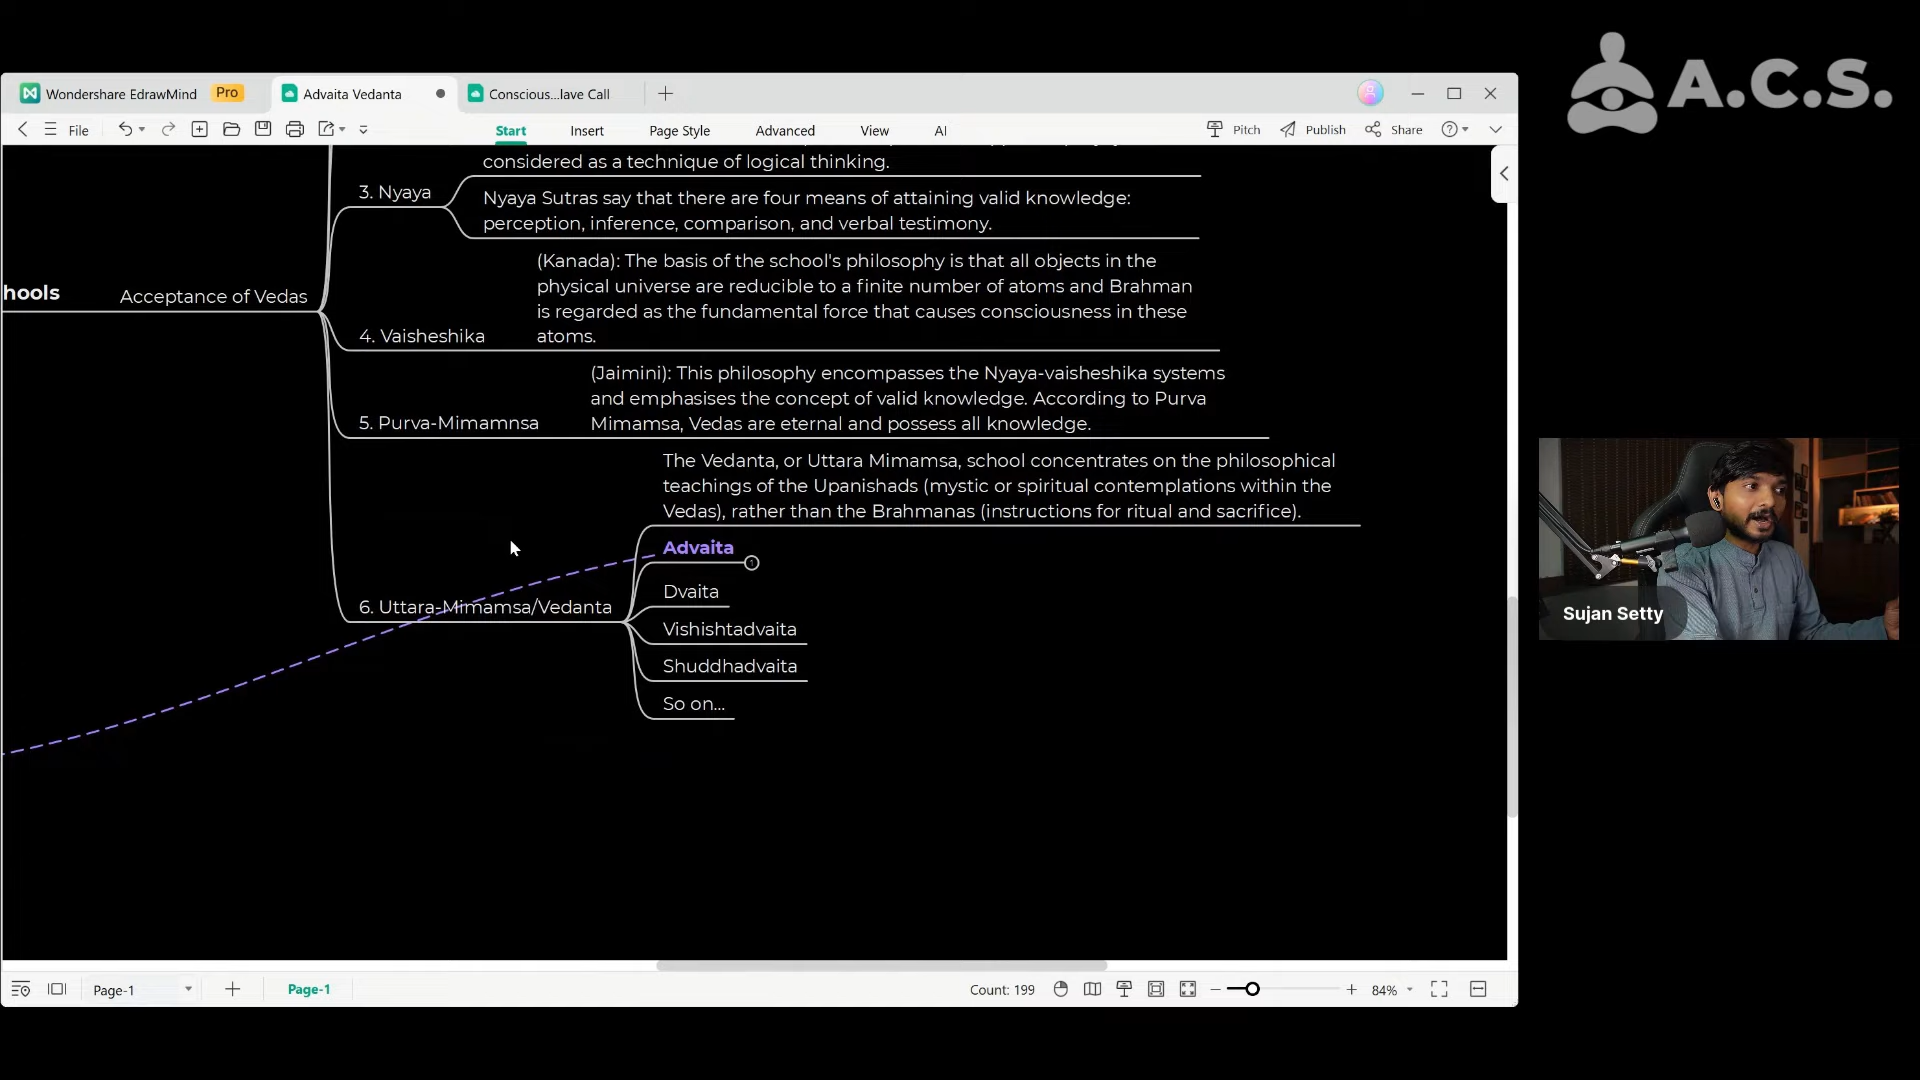 A.C.S.
Wondershare EdrawMind Pro
Advaita Vedanta
Conscious...lave Call
File
Start Insert Page Style Advanced View AI
Pitch Publish Share
considered as a technique of logical thinking.
3. Nyaya
Nyaya Sutras say that there are four means of attaining valid knowledge:
perception, inference, comparison, and verbal testimony.
hools
Acceptance of Vedas
(Kanada): The basis of the school's philosophy is that all objects in the
physical universe are reducible to a finite number of atoms and Brahman
is regarded as the fundamental force that causes consciousness in these
atoms.
4. Vaisheshika
(Jaimini): This philosophy encompasses the Nyaya-vaisheshika systems
and emphasises the concept of valid knowledge. According to Purva
Mimamsa, Vedas are eternal and possess all knowledge.
5. Purva-Mimamnsa
The Vedanta, or Uttara Mimamsa, school concentrates on the philosophical
teachings of the Upanishads (mystic or spiritual contemplations within the
Vedas), rather than the Brahmanas (instructions for ritual and sacrifice).
Advaita
1
Dvaita
6. Uttara-Mimamsa/Vedanta
Vishishtadvaita
Shuddhadvaita
So on...
Sujan Setty
Page-1
Page-1
Count: 199
84%